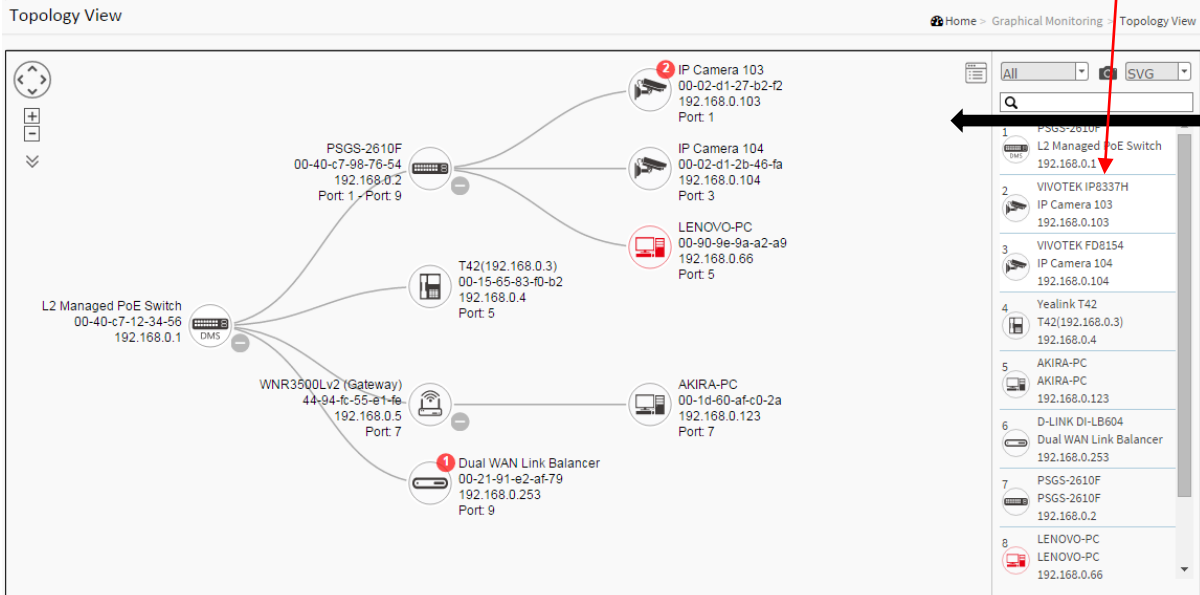 Topology View
Home > Graphical Monitoring > Topology View
2
IP Camera 103
00-02-d1-27-b2-f2
192.168.0.103
Port: 1
PSGS-2610F
00-40-c7-98-76-54
192.168.0.2
Port: 1 - Port: 9
IP Camera 104
00-02-d1-2b-46-fa
192.168.0.104
Port: 3
LENOVO-PC
00-90-9e-9a-a2-a9
192.168.0.66
Port: 5
T42(192.168.0.3)
00-15-65-83-f0-b2
192.168.0.4
Port: 5
L2 Managed PoE Switch
00-40-c7-12-34-56
192.168.0.1
DMS
WNR3500Lv2 (Gateway)
44-94-fc-55-e1-fe
192.168.0.5
Port: 7
AKIRA-PC
00-1d-60-af-c0-2a
192.168.0.123
Port: 7
1
Dual WAN Link Balancer
00-21-91-e2-af-79
192.168.0.253
Port: 9
All
SVG
1
PSGS-2610F
L2 Managed PoE Switch
192.168.0.1
DMS
2
VIVOTEK IP8337H
IP Camera 103
192.168.0.103
3
VIVOTEK FD8154
IP Camera 104
192.168.0.104
4
Yealink T42
T42(192.168.0.3)
192.168.0.4
5
AKIRA-PC
AKIRA-PC
192.168.0.123
6
D-LINK DI-LB604
Dual WAN Link Balancer
192.168.0.253
7
PSGS-2610F
PSGS-2610F
192.168.0.2
8
LENOVO-PC
LENOVO-PC
192.168.0.66